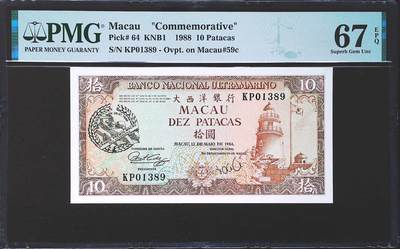 PMG
PAPER MONEY GUARANTY
Macau "Commemorative"
Pick# 64 KNB1 1988 10 Patacas
S/N KP01389 - Ovpt. on Macau#59c
67 EPQ
Superb Gem Unc
拾 BANCO NACIONAL ULTRAMARINO 10
大西洋銀行 KP01389
MACAU
DEZ PATACAS
拾圓
MACAU, 12 DE MAIO DE 1984.
KP01389
10 拾